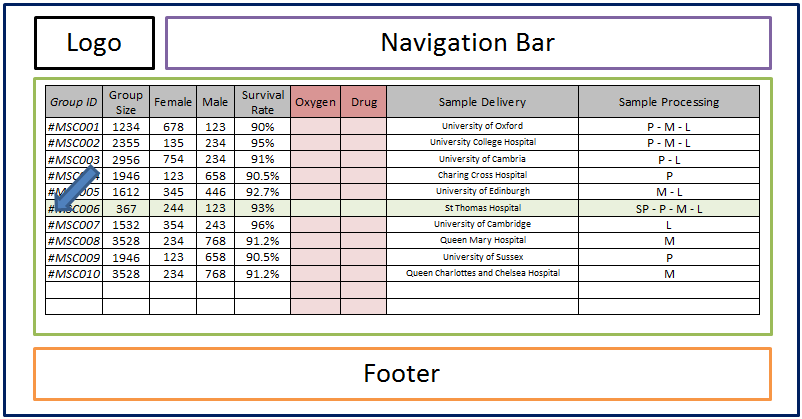 Logo
Navigation Bar
Group ID Group Size Female Male Survival Rate Oxygen Drug Sample Delivery Sample Processing
#MSC001 1234 678 123 90% University of Oxford P - M - L
#MSC002 2355 135 234 95% University College Hospital P - M - L
#MSC003 2956 754 234 91% University of Cambria P - L
#MSC 1946 123 658 90.5% Charing Cross Hospital P
005 1612 345 446 92.7% University of Edinburgh M - L
#MSC006 367 244 123 93% St Thomas Hospital SP - P - M - L
#MSC007 1532 354 243 96% University of Cambridge L
#MSC008 3528 234 768 91.2% Queen Mary Hospital M
#MSC009 1946 123 658 90.5% University of Sussex P
#MSC010 3528 234 768 91.2% Queen Charlottes and Chelsea Hospital M
Footer